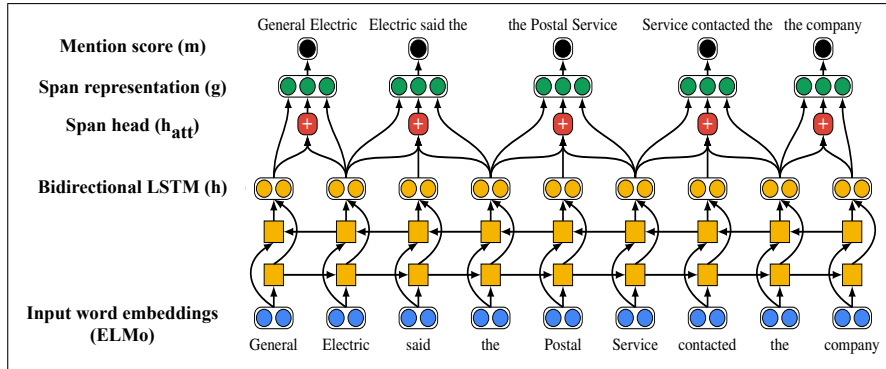 General Electric Electric said the the Postal Service Service contacted the the company
Mention score (m)
Span representation (g)
Span head (hatt)
+ + + + +
Bidirectional LSTM (h)
Input word embeddings
(ELMo)
General Electric said the Postal Service contacted the company